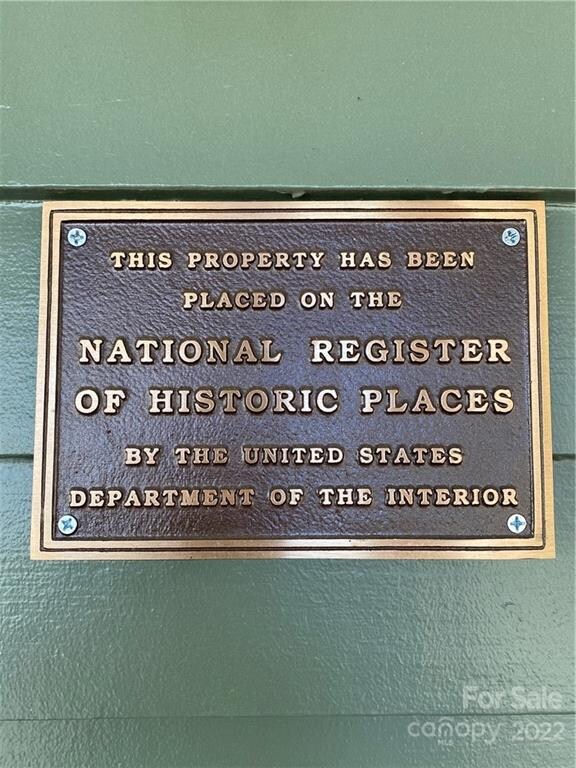 THIS PROPERTY HAS BEEN
PLACED ON THE
NATIONAL REGISTER
OF HISTORIC PLACES
BY THE UNITED STATES
DEPARTMENT OF THE INTERIOR
For Sale
canopy 2022
MLS